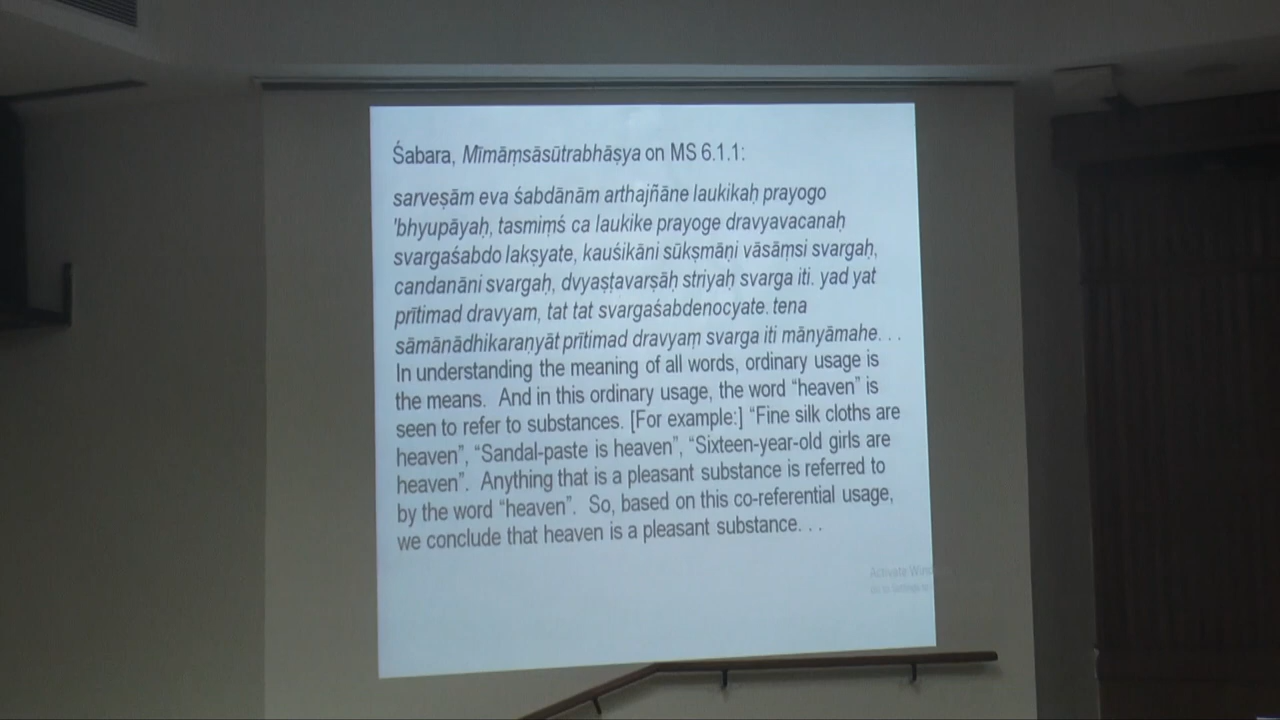 Śabara, Mīmāṃsāsūtrabhāṣya on MS 6.1.1:
sarveṣām eva śabdānām arthajñāne laukikaḥ prayogo
'bhyupāyaḥ, tasmiṃś ca laukike prayoge dravyavacanaḥ
svargaśabdo lakṣyate, kauśikāni sūkṣmāṇi vāsāṃsi svargaḥ,
candanāni svargaḥ, dvyaṣṭavarṣāḥ striyaḥ svarga iti. yad yat
prītimad dravyam, tat tat svargaśabdenocyate. tena
sāmānādhikaraṇyāt prītimad dravyaṃ svarga iti mānyāmahe. . .
In understanding the meaning of all words, ordinary usage is
the means. And in this ordinary usage, the word “heaven” is
seen to refer to substances. [For example:] “Fine silk cloths are
heaven”, “Sandal-paste is heaven”, “Sixteen-year-old girls are
heaven”. Anything that is a pleasant substance is referred to
by the word “heaven”. So, based on this co-referential usage,
we conclude that heaven is a pleasant substance. . .
Activate Wind